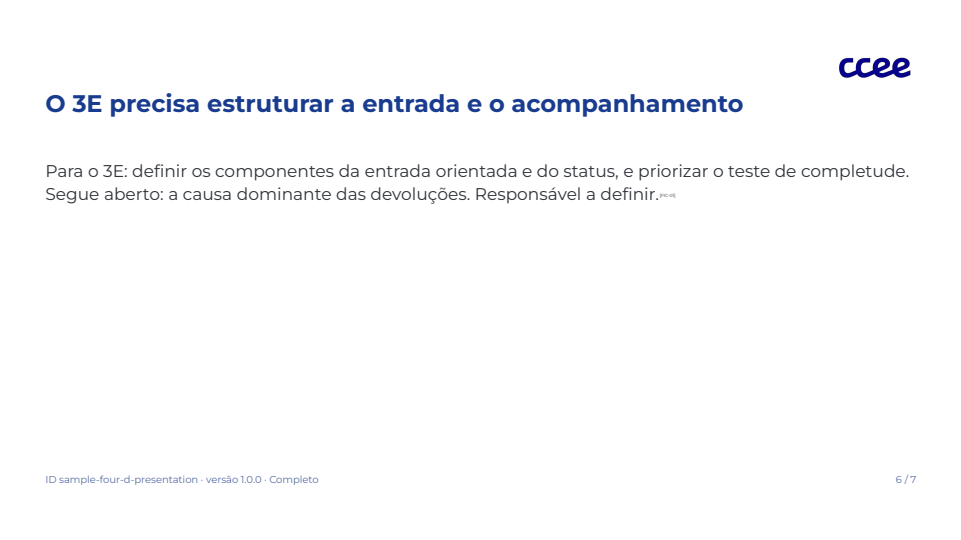 ccee
O 3E precisa estruturar a entrada e o acompanhamento
Para o 3E: definir os componentes da entrada orientada e do status, e priorizar o teste de completude.
Segue aberto: a causa dominante das devoluções. Responsável a definir.
ID sample-four-d-presentation · versão 1.0.0 · Completo
6 / 7